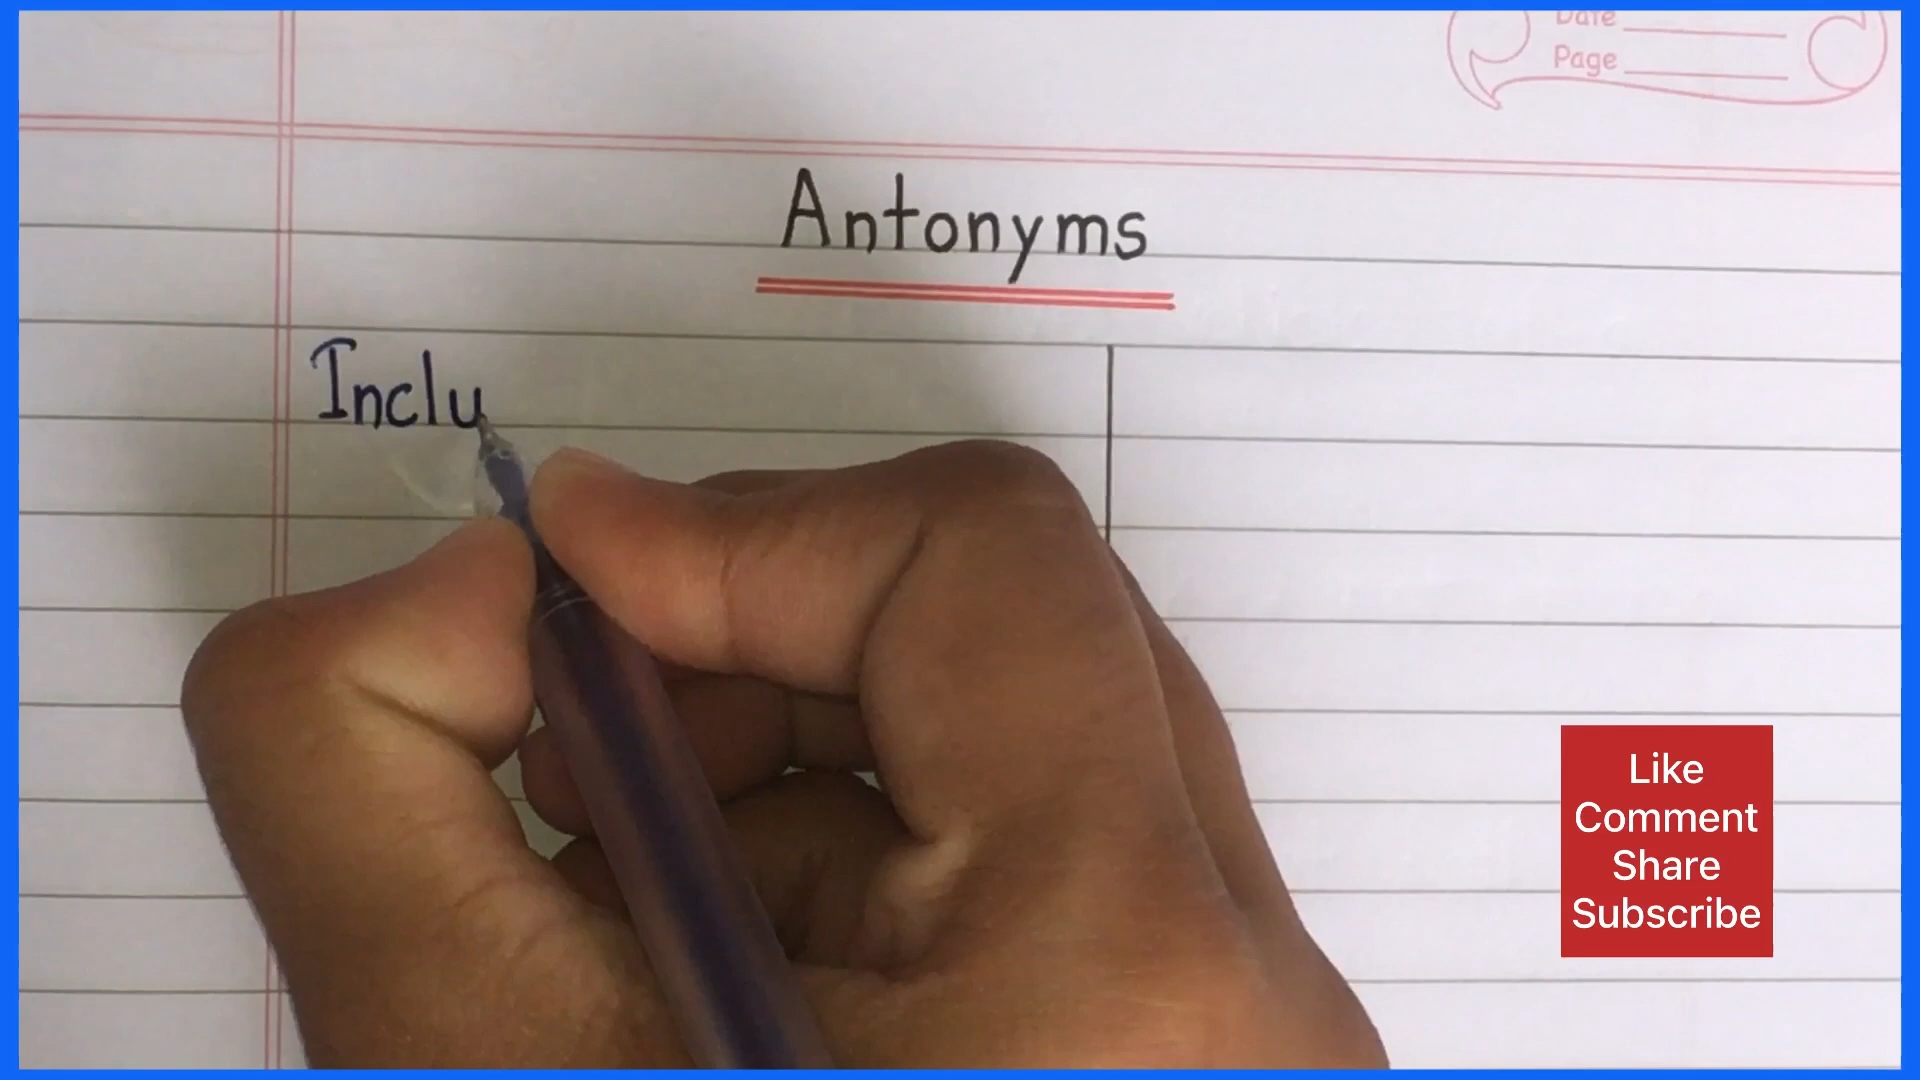 Date
Page
Antonyms
Inclu
Like
Comment
Share
Subscribe